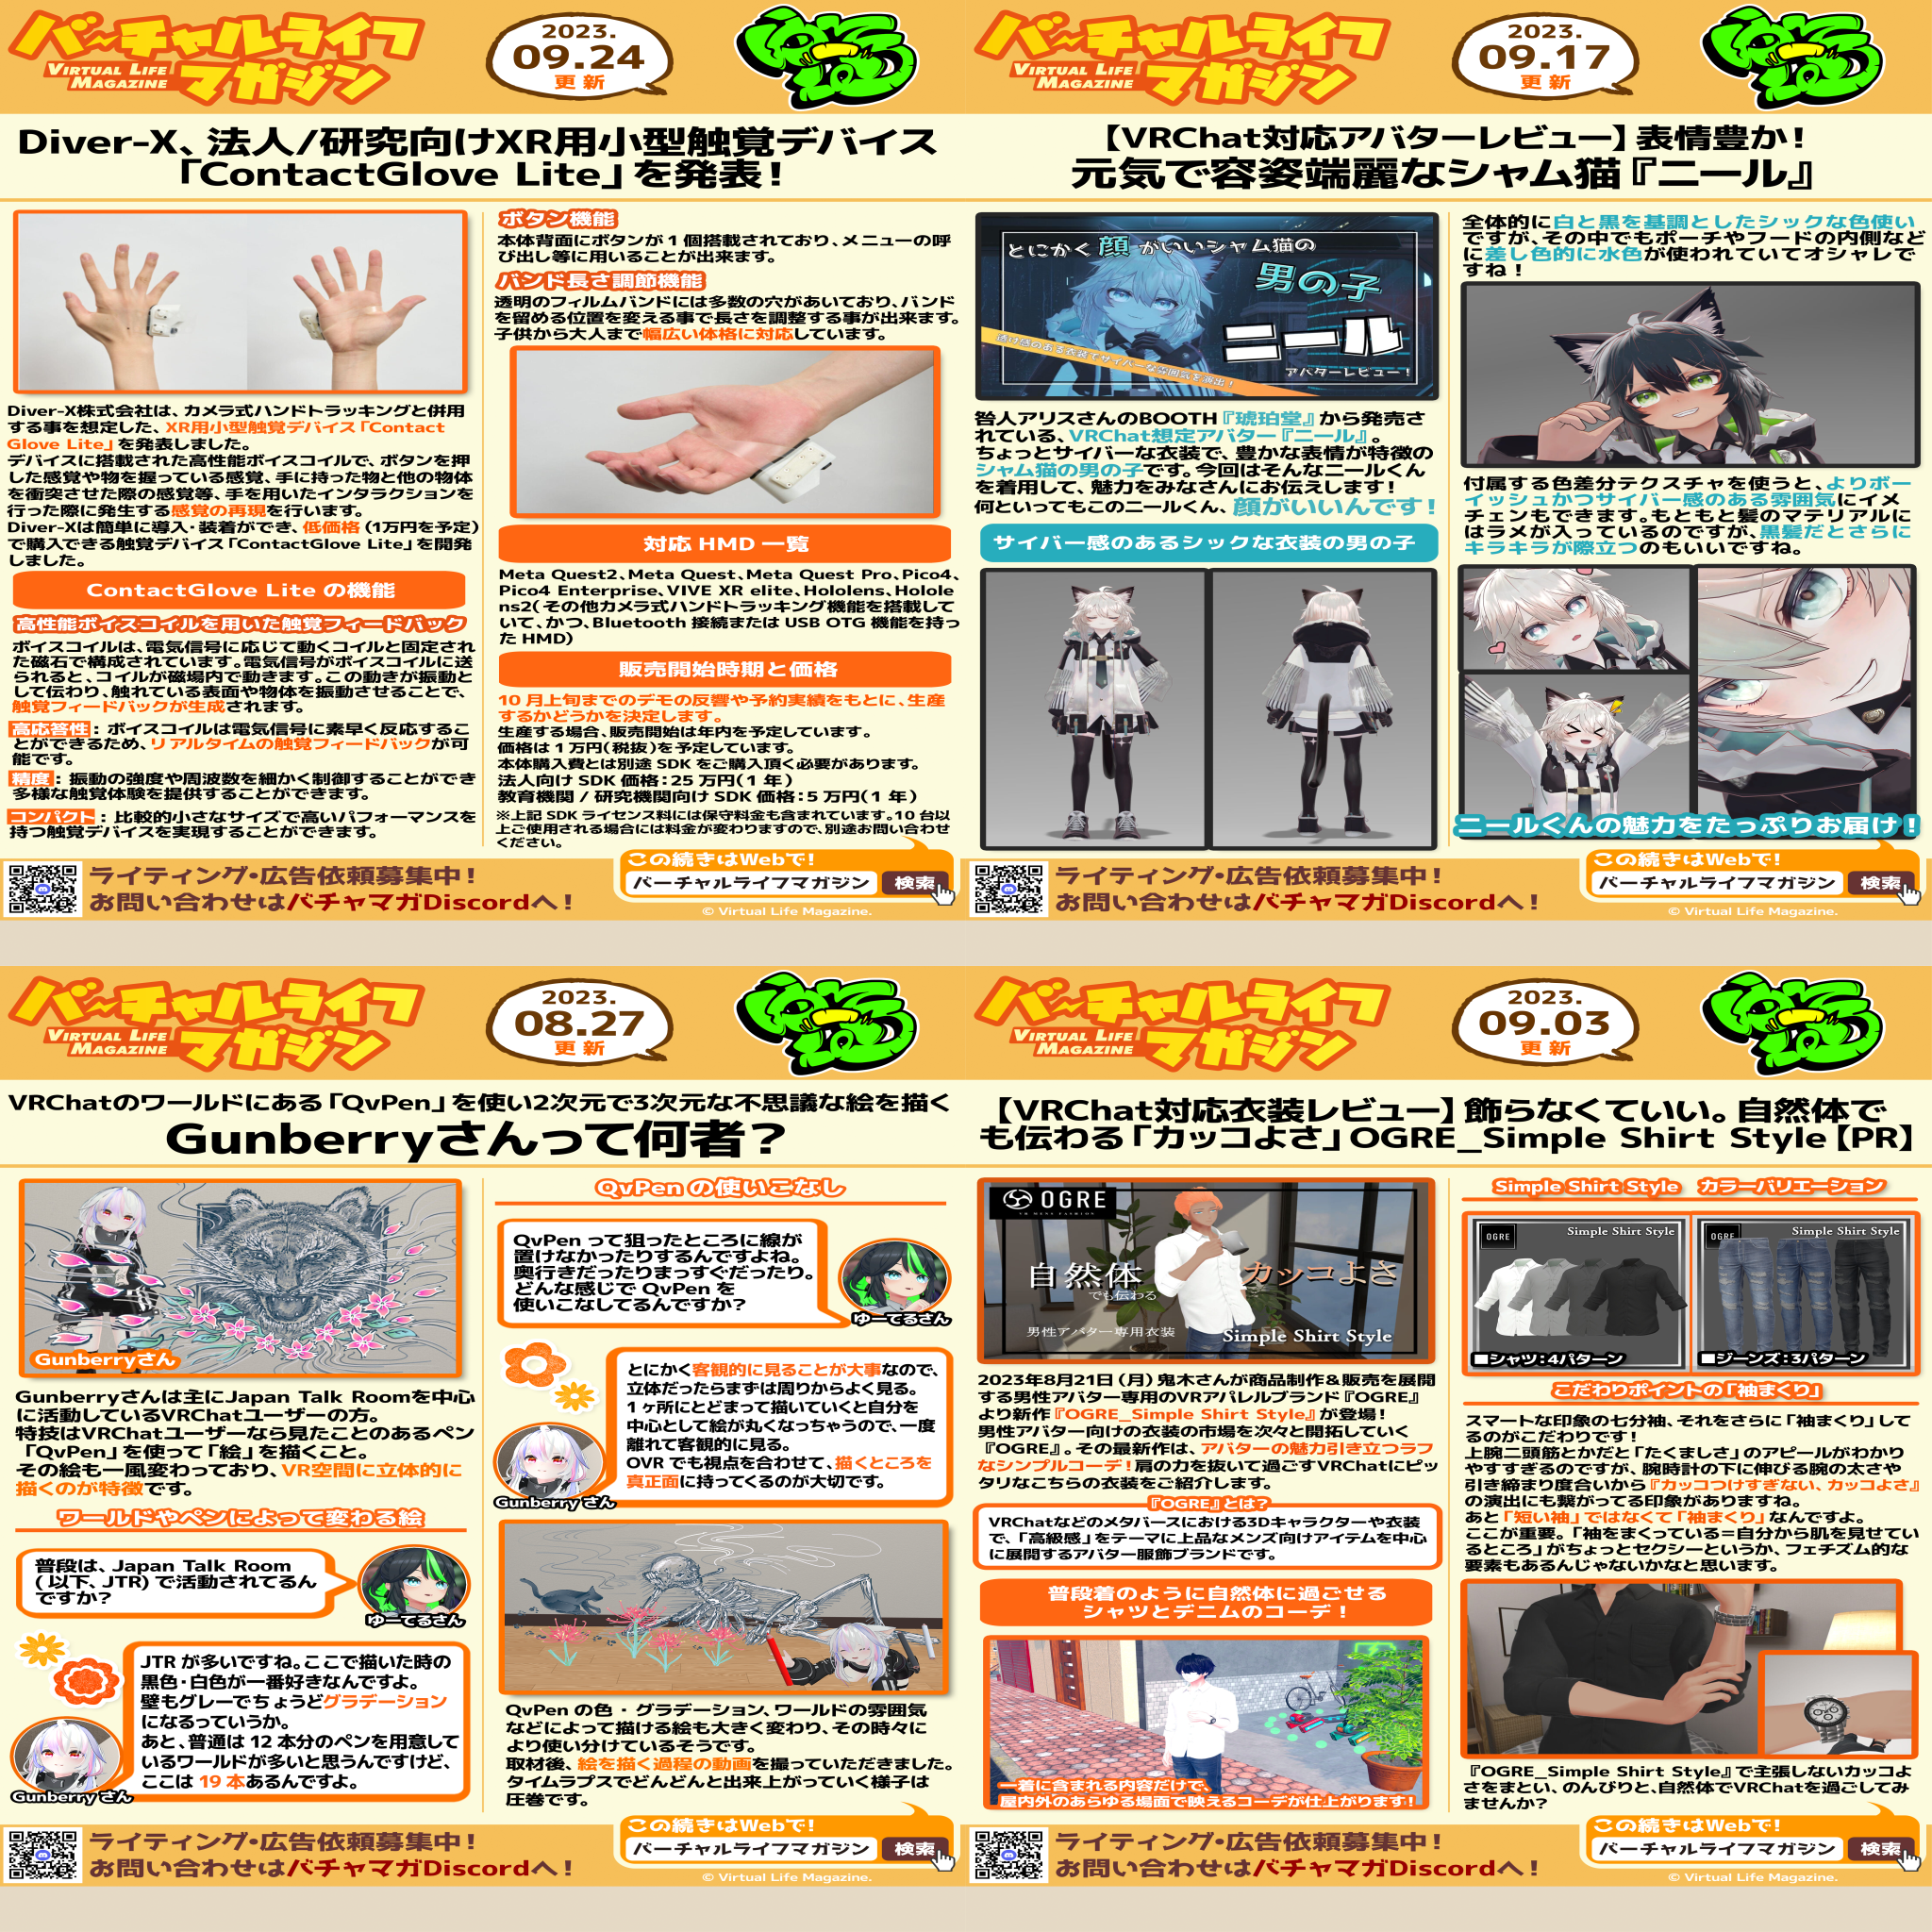 バーチャルライフ
マガジン
VIRTUAL LIFE
MAGAZINE
2023.
09.24
更新
Diver-X、法人/研究向けXR用小型触覚デバイス
「ContactGlove Lite」を発表！
Diver-X株式会社は、カメラ式ハンドトラッキングと併用
する事を想定した、XR用小型触覚デバイス「Contact
Glove Lite」を発表しました。
デバイスに搭載された高性能ボイスコイルで、ボタンを押
した感覚や物を握っている感覚、手に持った物と他の物体
を衝突させた際の感覚等、手を用いたインタラクションを
行った際に発生する感覚の再現を行います。
Diver-Xは簡単に導入・装着ができ、低価格（1万円を予定）
で購入できる触覚デバイス「ContactGlove Lite」を開発
しました。
ContactGlove Lite の機能
高性能ボイスコイルを用いた触覚フィードバック
ボイスコイルは、電気信号に応じて動くコイルと固定され
た磁石で構成されています。電気信号がボイスコイルに送
られると、コイルが磁場内で動きます。この動きが振動と
して伝わり、触れている表面や物体を振動させることで、
触覚フィードバックが生成されます。
高応答性：ボイスコイルは電気信号に素早く反応するこ
とができるため、リアルタイムの触覚フィードバックが可
能です。
精度：振動の強度や周波数を細かく制御することができ
多様な触覚体験を提供することができます。
コンパクト：比較的小さなサイズで高いパフォーマンスを
持つ触覚デバイスを実現することができます。
ボタン機能
本体背面にボタンが1個搭載されており、メニューの呼
び出し等に用いることが出来ます。
バンド長さ調節機能
透明のフィルムバンドには多数の穴があいており、バンド
を留める位置を変える事で長さを調整する事が出来ます。
子供から大人まで幅広い体格に対応しています。
対応 HMD 一覧
Meta Quest2、Meta Quest、Meta Quest Pro、Pico4、
Pico4 Enterprise、VIVE XR elite、Hololens、Holole
ns2（その他カメラ式ハンドトラッキング機能を搭載して
いて、かつ、Bluetooth 接続または USB OTG 機能を持っ
た HMD）
販売開始時期と価格
10 月上旬までのデモの反響や予約実績をもとに、生産
するかどうかを決定します。
生産する場合、販売開始は年内を予定しています。
価格は1万円（税抜）を予定しています。
本体購入費とは別途 SDK をご購入頂く必要があります。
法人向け SDK 価格：25 万円（1 年）
教育機関 / 研究機関向け SDK 価格：5 万円（1 年）
※上記 SDK ライセンス料には保守料金も含まれています。10 台以
上ご使用される場合には料金が変わりますので、別途お問い合わせ
ください。
ライティング・広告依頼募集中！
お問い合わせはバチャマガDiscordへ！
この続きはWebで！
バーチャルライフマガジン 検索
© Virtual Life Magazine.
バーチャルライフ
マガジン
VIRTUAL LIFE
MAGAZINE
2023.
09.17
更新
【VRChat対応アバターレビュー】表情豊か！
元気で容姿端麗なシャム猫『ニール』
とにかく顔がいいシャム猫の
男の子
ニール
透け感のある衣装でサイバーな雰囲気を演出！
アバターレビュー！
咎人アリスさんのBOOTH『琥珀堂』から発売さ
れている、VRChat想定アバター『ニール』。
ちょっとサイバーな衣装で、豊かな表情が特徴の
シャム猫の男の子です。今回はそんなニールくん
を着用して、魅力をみなさんにお伝えします！
何といってもこのニールくん、顔がいいんです！
サイバー感のあるシックな衣装の男の子
全体的に白と黒を基調としたシックな色使い
ですが、その中でもポーチやフードの内側など
に差し色的に水色が使われていてオシャレで
すね！
付属する色差分テクスチャを使うと、よりボー
イッシュかつサイバー感のある雰囲気にイメ
チェンもできます。もともと髪のマテリアルに
はラメが入っているのですが、黒髪だとさらに
キラキラが際立つのもいいですね。
ニールくんの魅力をたっぷりお届け！
ライティング・広告依頼募集中！
お問い合わせはバチャマガDiscordへ！
この続きはWebで！
バーチャルライフマガジン 検索
© Virtual Life Magazine.
バーチャルライフ
マガジン
VIRTUAL LIFE
MAGAZINE
2023.
08.27
更新
VRChatのワールドにある「QvPen」を使い2次元で3次元な不思議な絵を描く
Gunberryさんって何者？
Gunberryさん
Gunberryさんは主にJapan Talk Roomを中心
に活動しているVRChatユーザーの方。
特技はVRChatユーザーなら見たことのあるペン
「QvPen」を使って「絵」を描くこと。
その絵も一風変わっており、VR空間に立体的に
描くのが特徴です。
ワールドやペンによって変わる絵
普段は、Japan Talk Room
（以下、JTR）で活動されてるん
ですか？
ゆーてるさん
JTR が多いですね。ここで描いた時の
黒色・白色が一番好きなんですよ。
壁もグレーでちょうどグラデーション
になるっていうか。
あと、普通は 12 本分のペンを用意して
いるワールドが多いと思うんですけど、
ここは 19 本あるんですよ。
Gunberry さん
QvPen の使いこなし
QvPen って狙ったところに線が
置けなかったりするんですよね。
奥行きだったりまっすぐだったり。
どんな感じで QvPen を
使いこなしてるんですか？
ゆーてるさん
とにかく客観的に見ることが大事なので、
立体だったらまずは周りからよく見る。
1 ヶ所にとどまって描いていくと自分を
中心として絵が丸くなっちゃうので、一度
離れて客観的に見る。
OVR でも視点を合わせて、描くところを
真正面に持ってくるのが大切です。
Gunberry さん
QvPen の色・グラデーション、ワールドの雰囲気
などによって描ける絵も大きく変わり、その時々に
より使い分けているそうです。
取材後、絵を描く過程の動画を撮っていただきました。
タイムラプスでどんどんと出来上がっていく様子は
圧巻です。
ライティング・広告依頼募集中！
お問い合わせはバチャマガDiscordへ！
この続きはWebで！
バーチャルライフマガジン 検索
© Virtual Life Magazine.
バーチャルライフ
マガジン
VIRTUAL LIFE
MAGAZINE
2023.
09.03
更新
【VRChat対応衣装レビュー】飾らなくていい。自然体で
も伝わる「カッコよさ」OGRE_Simple Shirt Style【PR】
OGRE
VR MENS FASHION
自然体
でも伝わる
カッコよさ
男性アバター専用衣装
Simple Shirt Style
2023年8月21日（月）鬼木さんが商品制作＆販売を展開
する男性アバター専用のVRアパレルブランド『OGRE』
より新作『OGRE_Simple Shirt Style』が登場！
男性アバター向けの衣装の市場を次々と開拓していく
『OGRE』。その最新作は、アバターの魅力引き立つラフ
なシンプルコーデ！肩の力を抜いて過ごすVRChatにピッ
タリなこちらの衣装をご紹介します。
『OGRE』とは？
VRChatなどのメタバースにおける3Dキャラクターや衣装
で、「高級感」をテーマに上品なメンズ向けアイテムを中心
に展開するアバター服飾ブランドです。
普段着のように自然体に過ごせる
シャツとデニムのコーデ！
一着に含まれる内容だけで、
屋内外のあらゆる場面で映えるコーデが仕上がります！
Simple Shirt Style カラーバリエーション
OGRE
Simple Shirt Style
■シャツ：4パターン
OGRE
Simple Shirt Style
■ジーンズ：3パターン
こだわりポイントの「袖まくり」
スマートな印象の七分袖、それをさらに「袖まくり」して
るのがこだわりです！
上腕二頭筋とかだと「たくましさ」のアピールがわかり
やすすぎるのですが、腕時計の下に伸びる腕の太さや
引き締まり度合いから『カッコつけすぎない、カッコよさ』
の演出にも繋がってる印象がありますね。
あと「短い袖」ではなくて「袖まくり」なんですよ。
ここが重要。「袖をまくっている＝自分から肌を見せてい
るところ」がちょっとセクシーというか、フェチズム的な
要素もあるんじゃないかなと思います。
『OGRE_Simple Shirt Style』で主張しないカッコよ
さをまとい、のんびりと、自然体でVRChatを過ごしてみ
ませんか？
ライティング・広告依頼募集中！
お問い合わせはバチャマガDiscordへ！
この続きはWebで！
バーチャルライフマガジン 検索
© Virtual Life Magazine.